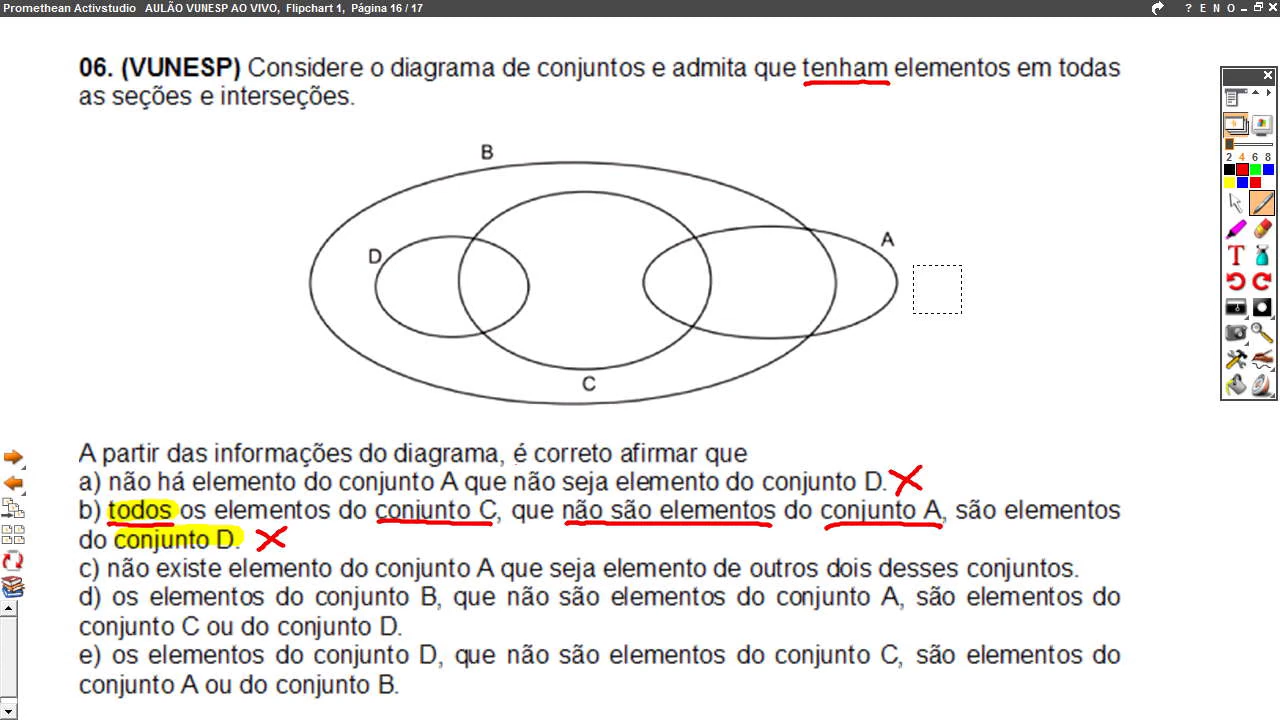 Promethean Activstudio AULÃO VUNESP AO VIVO, Flipchart 1, Página 16 / 17
? E N O
06. (VUNESP) Considere o diagrama de conjuntos e admita que tenham elementos em todas
as seções e interseções.
B
D
A
C
2 4 6 8
T
A partir das informações do diagrama, é correto afirmar que
a) não há elemento do conjunto A que não seja elemento do conjunto D.
b) todos os elementos do conjunto C, que não são elementos do conjunto A, são elementos
do conjunto D.
c) não existe elemento do conjunto A que seja elemento de outros dois desses conjuntos.
d) os elementos do conjunto B, que não são elementos do conjunto A, são elementos do
conjunto C ou do conjunto D.
e) os elementos do conjunto D, que não são elementos do conjunto C, são elementos do
conjunto A ou do conjunto B.